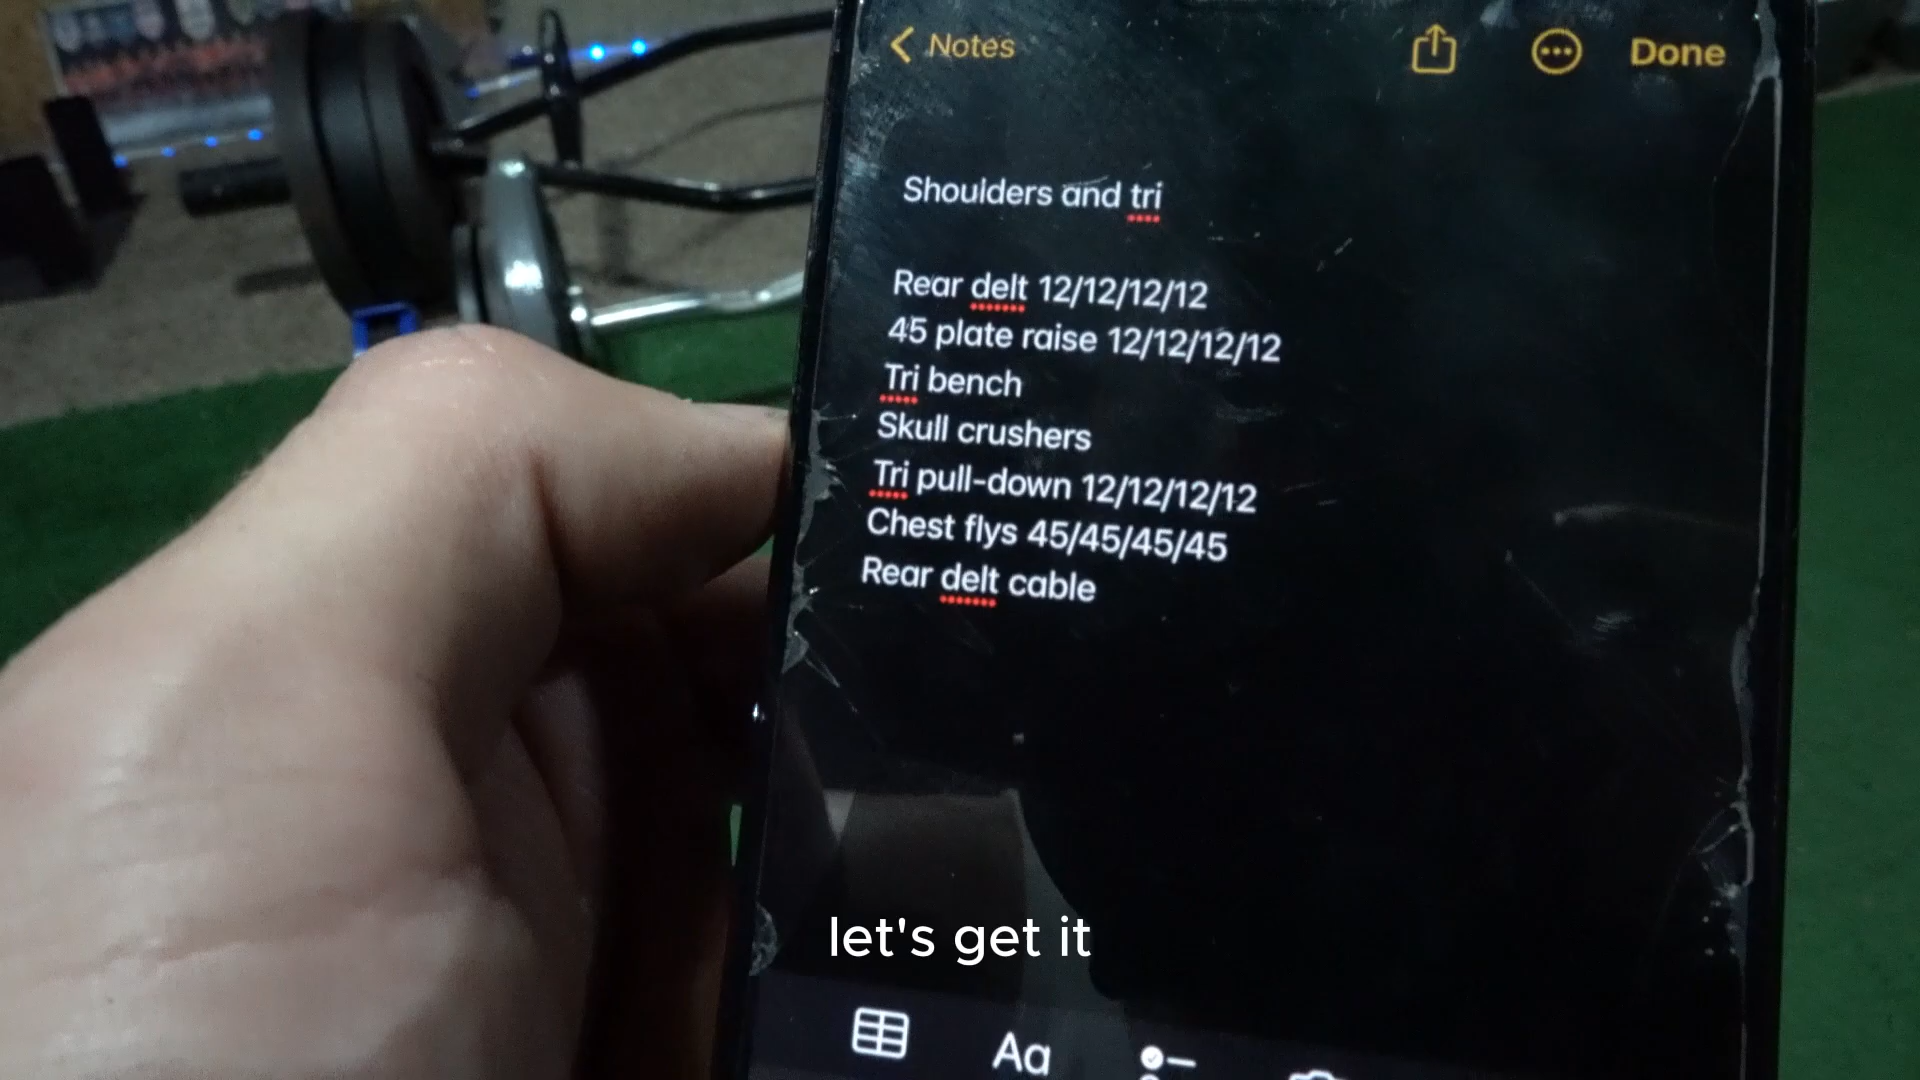 Notes
Done
Shoulders and tri
Rear delt 12/12/12/12
45 plate raise 12/12/12/12
Tri bench
Skull crushers
Tri pull-down 12/12/12/12
Chest flys 45/45/45/45
Rear delt cable
let's get it
Aa